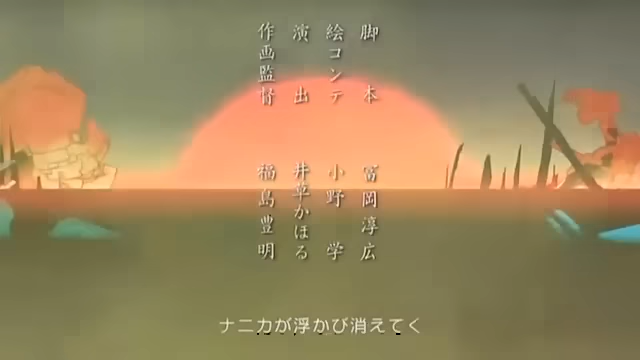 脚本 冨岡淳広
絵コンテ 小野学
演出 井草かほる
作画監督 福島豊明
ナニカが浮かび消えてく